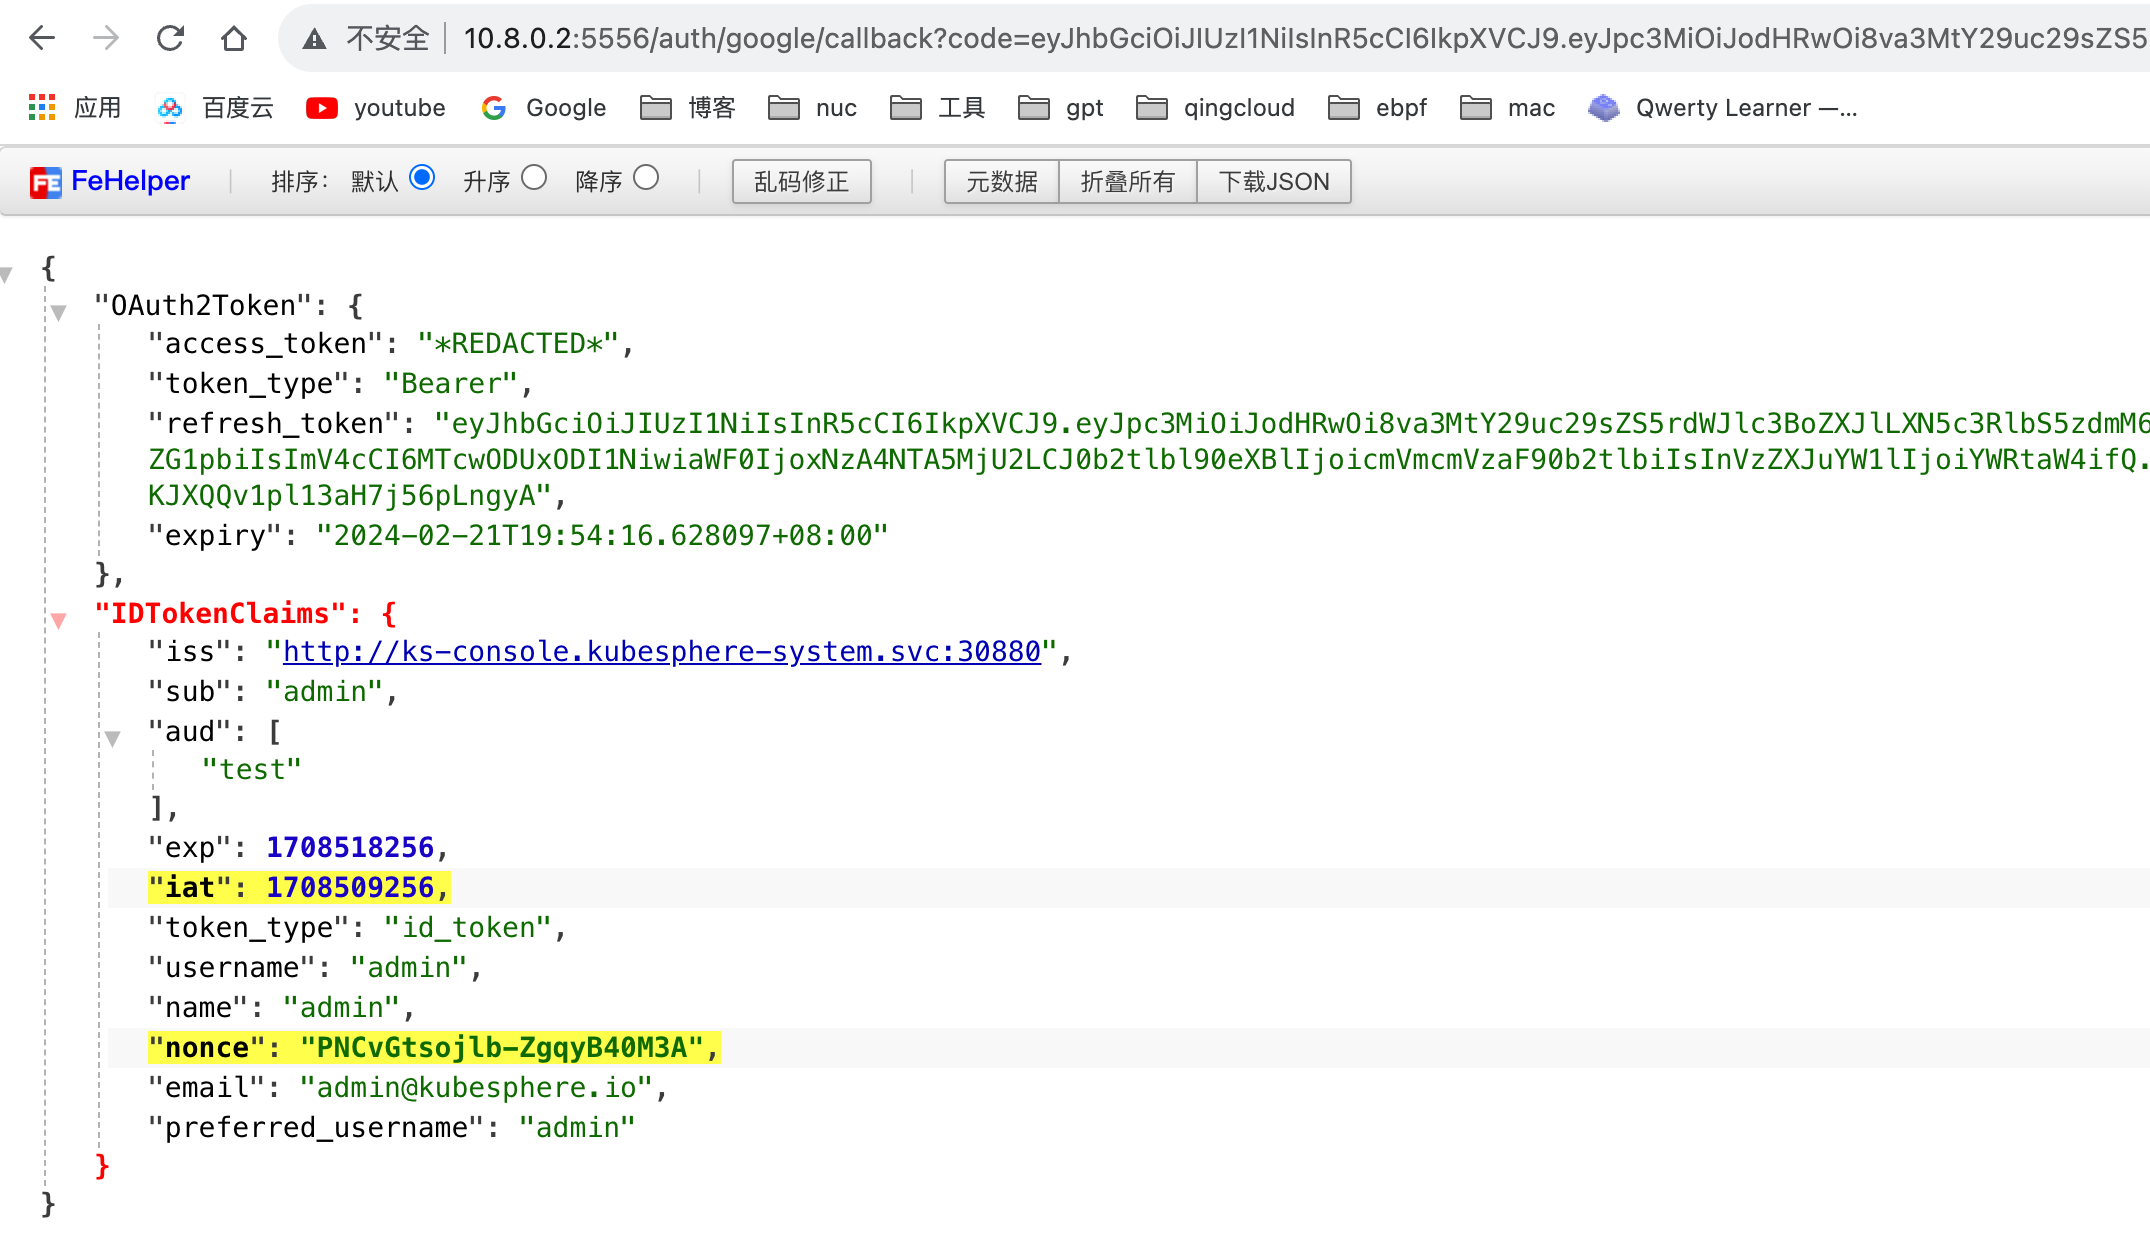 不安全 10.8.0.2:5556/auth/google/callback?code=eyJhbGciOiJIUzI1NiIsInR5cCI6IkpXVCJ9.eyJpc3MiOiJodHRwOi8va3MtY29uc29sZS5
应用 百度云 youtube Google 博客 nuc 工具 gpt qingcloud ebpf mac Qwerty Learner —...
FeHelper 排序: 默认 升序 降序 乱码修正 元数据 折叠所有 下载JSON
{
"OAuth2Token": {
"access_token": "*REDACTED*",
"token_type": "Bearer",
"refresh_token": "eyJhbGciOiJIUzI1NiIsInR5cCI6IkpXVCJ9.eyJpc3MiOiJodHRwOi8va3MtY29uc29sZS5rdWJlc3BoZXJlLXN5c3RlbS5zdmM6
ZG1pbiIsImV4cCI6MTcwODUxODI1NiwiaWF0IjoxNzA4NTA5MjU2LCJ0b2tlbl90eXBlIjoicmVmcmVzaF90b2tlbiIsInVzZXJuYW1lIjoiYWRtaW4ifQ.
KJXQQv1pl13aH7j56pLngyA",
"expiry": "2024-02-21T19:54:16.628097+08:00"
},
"IDTokenClaims": {
"iss": "http://ks-console.kubesphere-system.svc:30880",
"sub": "admin",
"aud": [
"test"
],
"exp": 1708518256,
"iat": 1708509256,
"token_type": "id_token",
"username": "admin",
"name": "admin",
"nonce": "PNCvGtsojlb-ZgqyB40M3A",
"email": "admin@kubesphere.io",
"preferred_username": "admin"
}
}